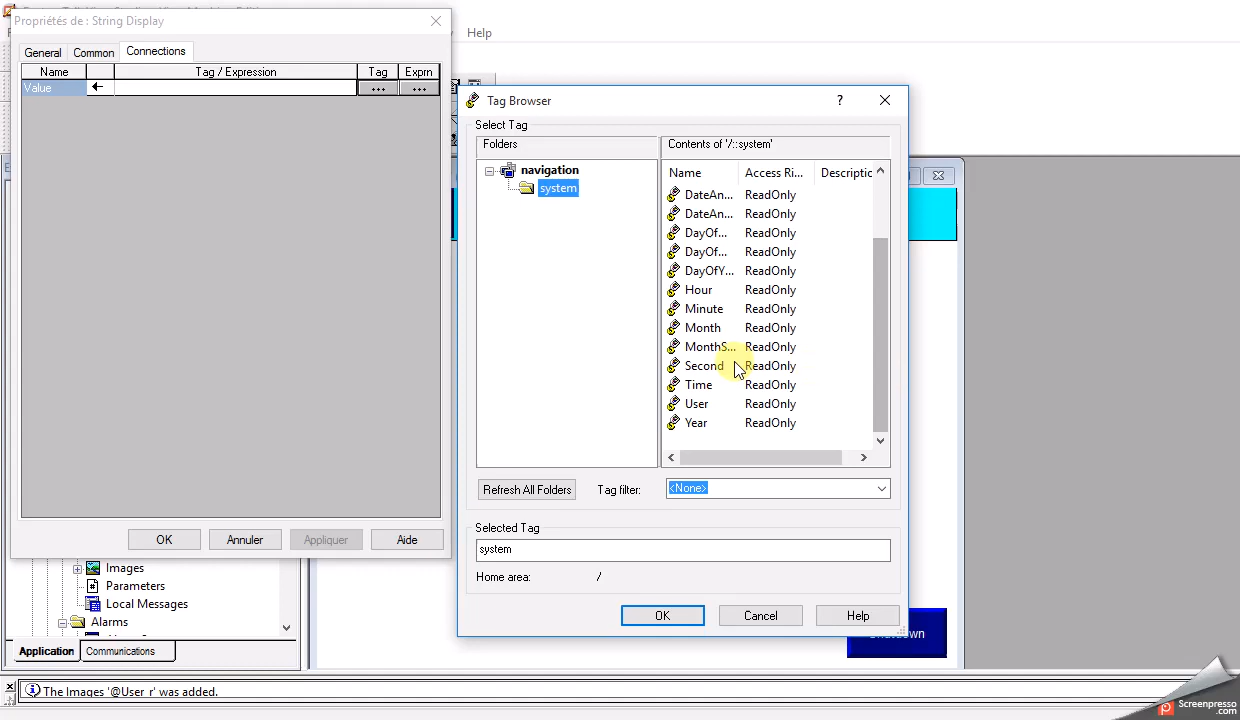 Propriétés de : String Display
Help
General
Common
Connections
Name
Tag / Expression
Tag
Exprn
Value
...
...
Tag Browser
?
Select Tag
Folders
Contents of '/::system'
navigation
system
Name
Access Ri...
Descriptic
DateAn...
ReadOnly
DateAn...
ReadOnly
DayOf...
ReadOnly
DayOf...
ReadOnly
DayOfY...
ReadOnly
Hour
ReadOnly
Minute
ReadOnly
Month
ReadOnly
MonthS...
ReadOnly
Second
ReadOnly
Time
ReadOnly
User
ReadOnly
Year
ReadOnly
Refresh All Folders
Tag filter:
<None>
Selected Tag
system
Home area:
/
OK
Cancel
Help
OK
Annuler
Appliquer
Aide
Images
Parameters
Local Messages
Alarms
Application
Communications
The Images '@User_r' was added.
Screenpresso
.com